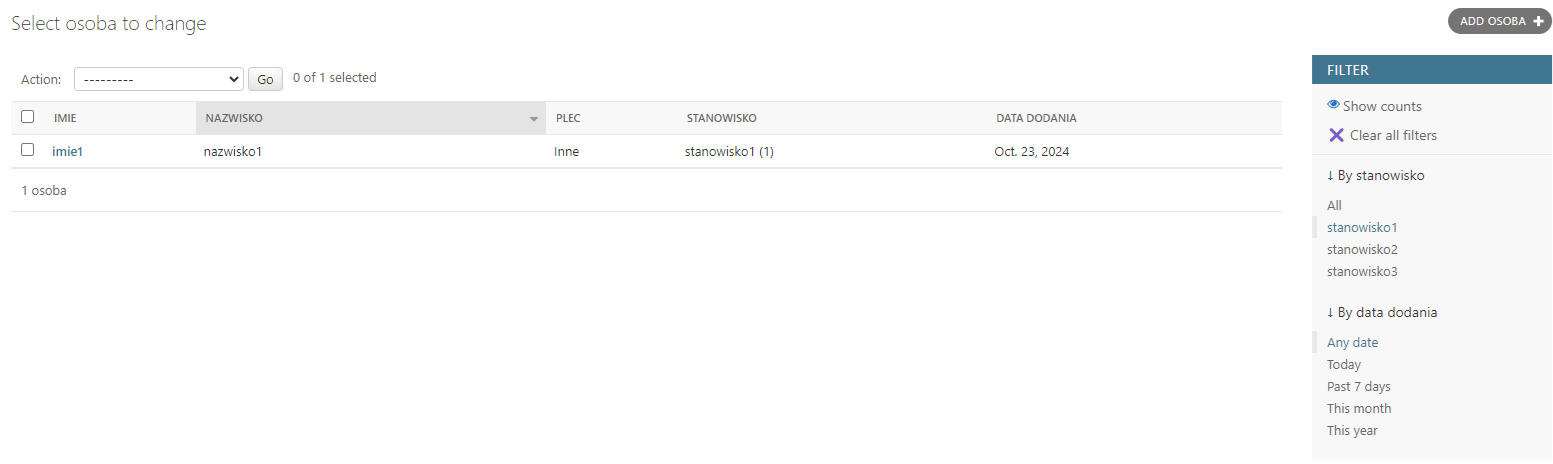 Select osoba to change
ADD OSOBA
Action: --------- Go 0 of 1 selected
IMIE NAZWISKO PLEC STANOWISKO DATA DODANIA
imie1 nazwisko1 Inne stanowisko1 (1) Oct. 23, 2024
1 osoba
FILTER
Show counts
Clear all filters
↓ By stanowisko
All
stanowisko1
stanowisko2
stanowisko3
↓ By data dodania
Any date
Today
Past 7 days
This month
This year